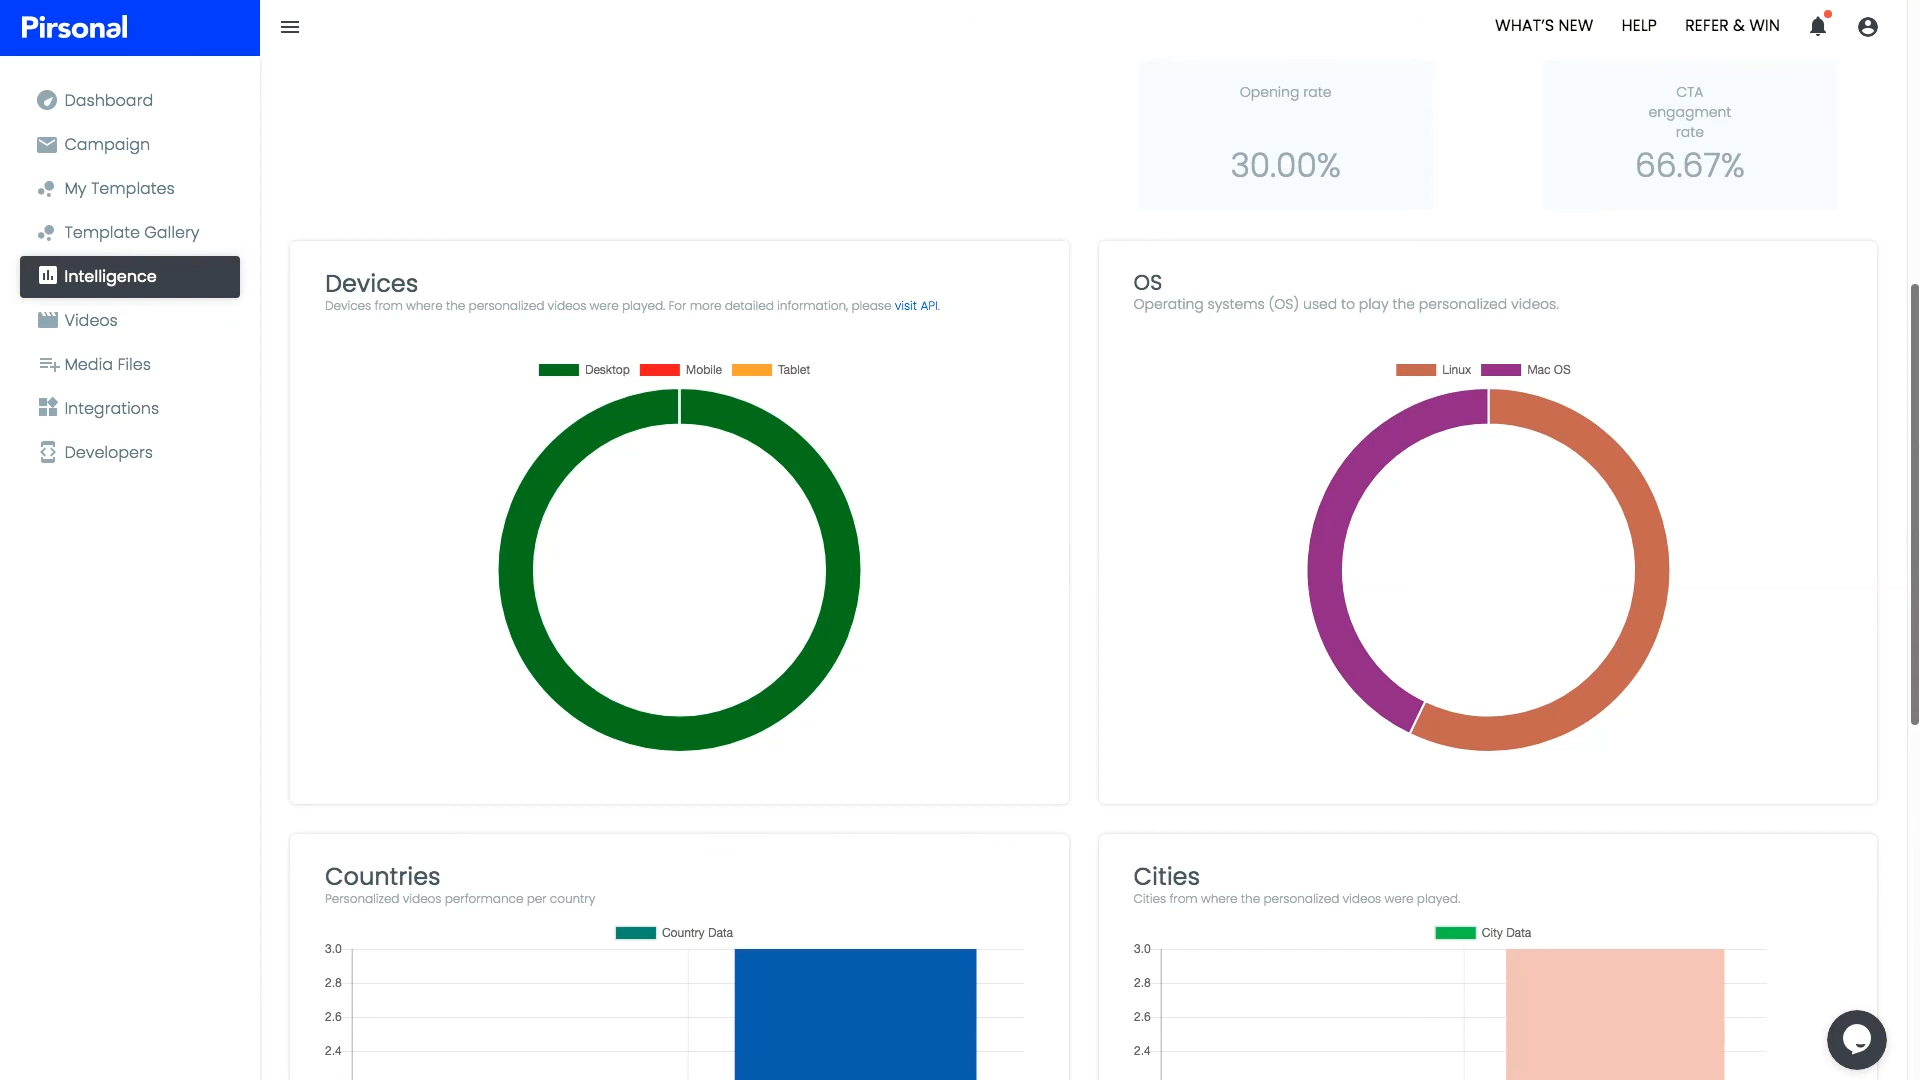 Pirsonal
WHAT'S NEW
HELP
REFER & WIN
Dashboard
Campaign
My Templates
Template Gallery
Intelligence
Videos
Media Files
Integrations
Developers
Opening rate
30.00%
CTA
engagment
rate
66.67%
Devices
Devices from where the personalized videos were played. For more detailed information, please visit API.
Desktop
Mobile
Tablet
OS
Operating systems (OS) used to play the personalized videos.
Linux
Mac OS
Countries
Personalized videos performance per country
Country Data
3.0
2.8
2.6
2.4
Cities
Cities from where the personalized videos were played.
City Data
3.0
2.8
2.6
2.4